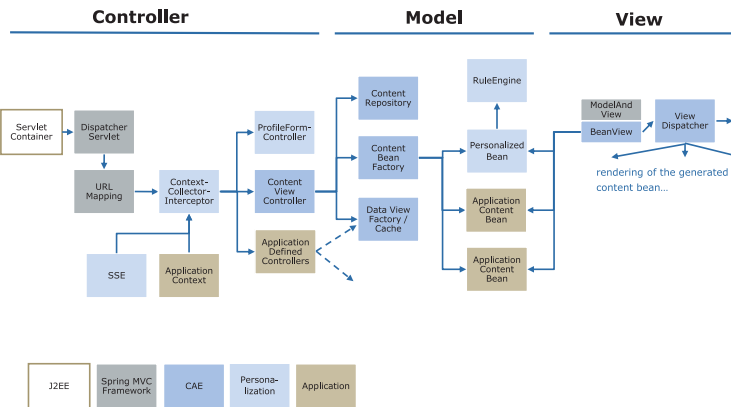 Controller
Model
View
Servlet
Container
Dispatcher
Servlet
URL
Mapping
Context-
Collector-
Interceptor
SSE
Application
Context
ProfileForm-
Controller
Content
View
Controller
Application
Defined
Controllers
Content
Repository
Content
Bean
Factory
Data View
Factory /
Cache
RuleEngine
Personalized
Bean
Application
Content
Bean
Application
Content
Bean
ModelAnd
View
BeanView
View
Dispatcher
rendering of the generated
content bean...
J2EE
Spring MVC
Framework
CAE
Persona-
lization
Application